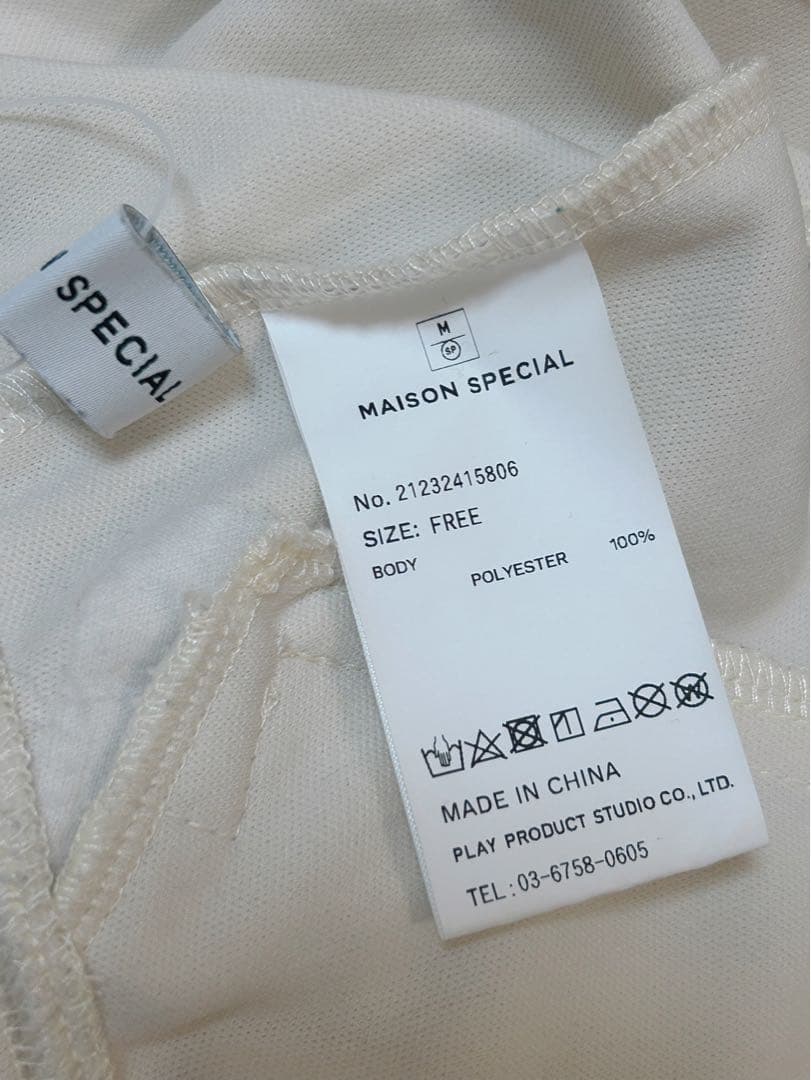 SPECIAL
M
SP
MAISON SPECIAL
No. 21232415806
SIZE: FREE
BODY POLYESTER 100%
W
MADE IN CHINA
PLAY PRODUCT STUDIO CO., LTD.
TEL : 03-6758-0605